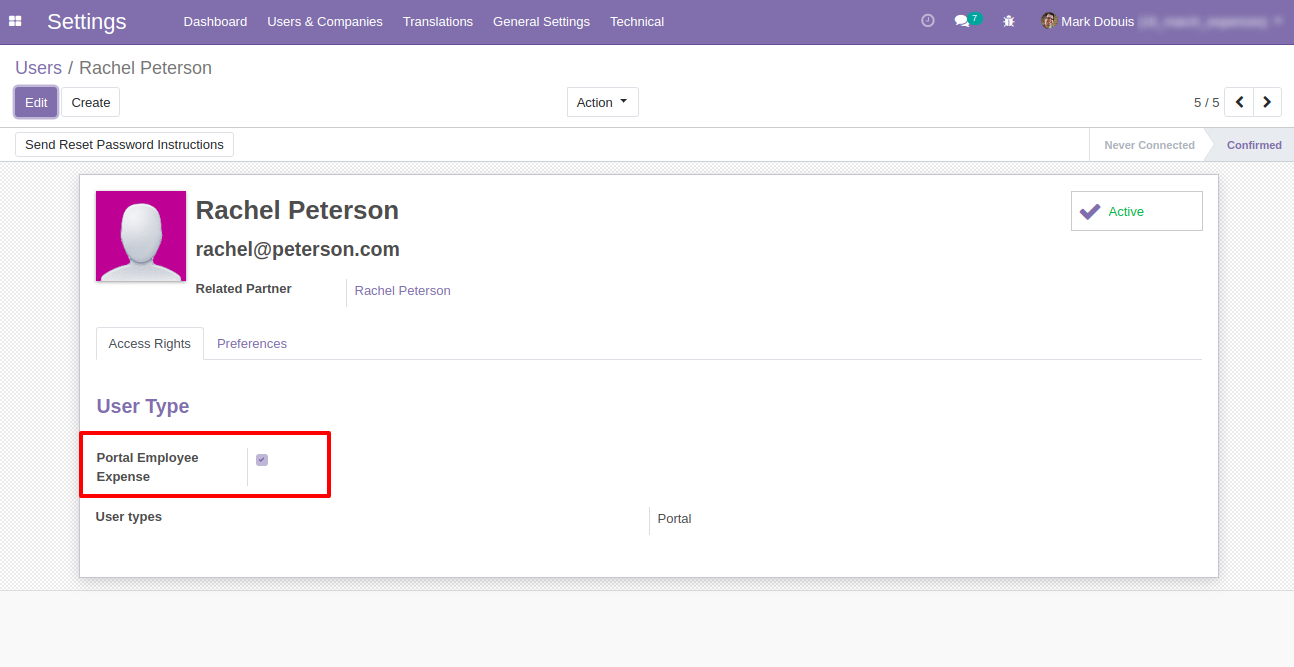 Settings Dashboard Users & Companies Translations General Settings Technical 7 Mark Dobuis
Users / Rachel Peterson
Edit Create Action 5 / 5
Send Reset Password Instructions Never Connected Confirmed
Rachel Peterson Active
rachel@peterson.com
Related Partner Rachel Peterson
Access Rights Preferences
User Type
Portal Employee
Expense
User types Portal